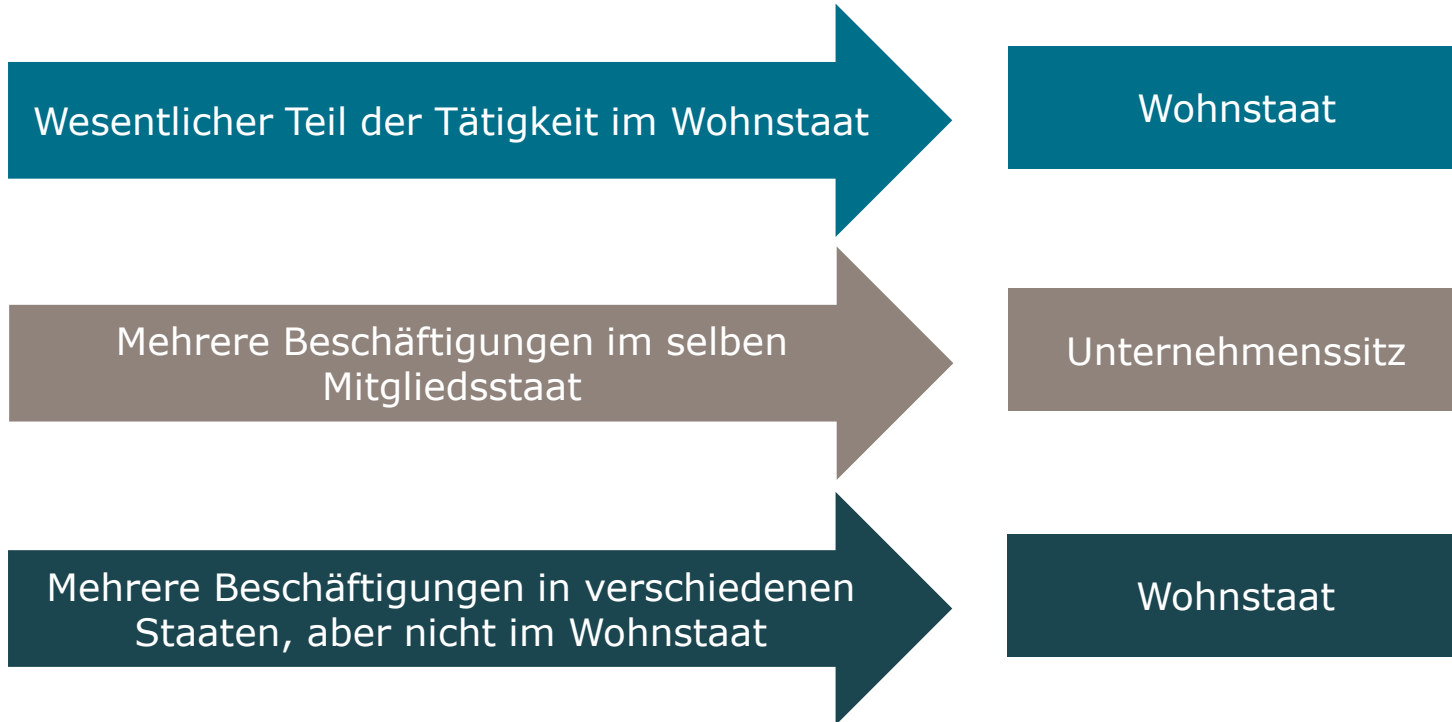 Wesentlicher Teil der Tätigkeit im Wohnstaat
Wohnstaat
Mehrere Beschäftigungen im selben
Mitgliedsstaat
Unternehmenssitz
Mehrere Beschäftigungen in verschiedenen
Staaten, aber nicht im Wohnstaat
Wohnstaat